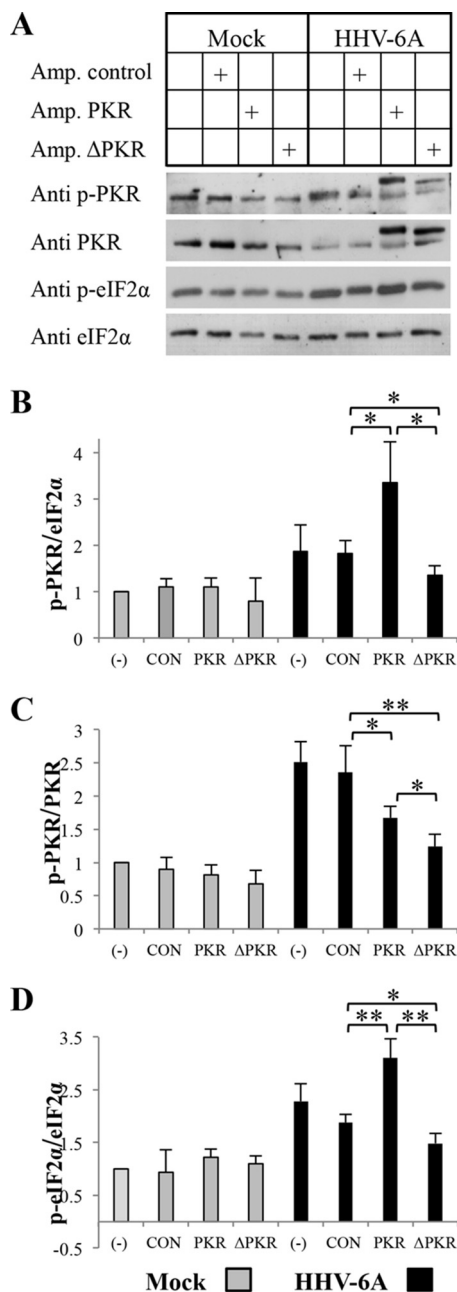 A
Mock HHV-6A
Amp. control + +
Amp. PKR + +
Amp. ΔPKR + +
Anti p-PKR
Anti PKR
Anti p-eIF2α
Anti eIF2α
B
p-PKR/eIF2α
4
3
2
1
0
*
* *
(-) CON PKR ΔPKR (-) CON PKR ΔPKR
C
p-PKR/PKR
3
2.5
2
1.5
1
0.5
0
**
*
*
(-) CON PKR ΔPKR (-) CON PKR ΔPKR
D
p-eIF2α/eIF2α
3.5
2.5
1.5
0.5
-0.5
*
** **
(-) CON PKR ΔPKR (-) CON PKR ΔPKR
Mock HHV-6A